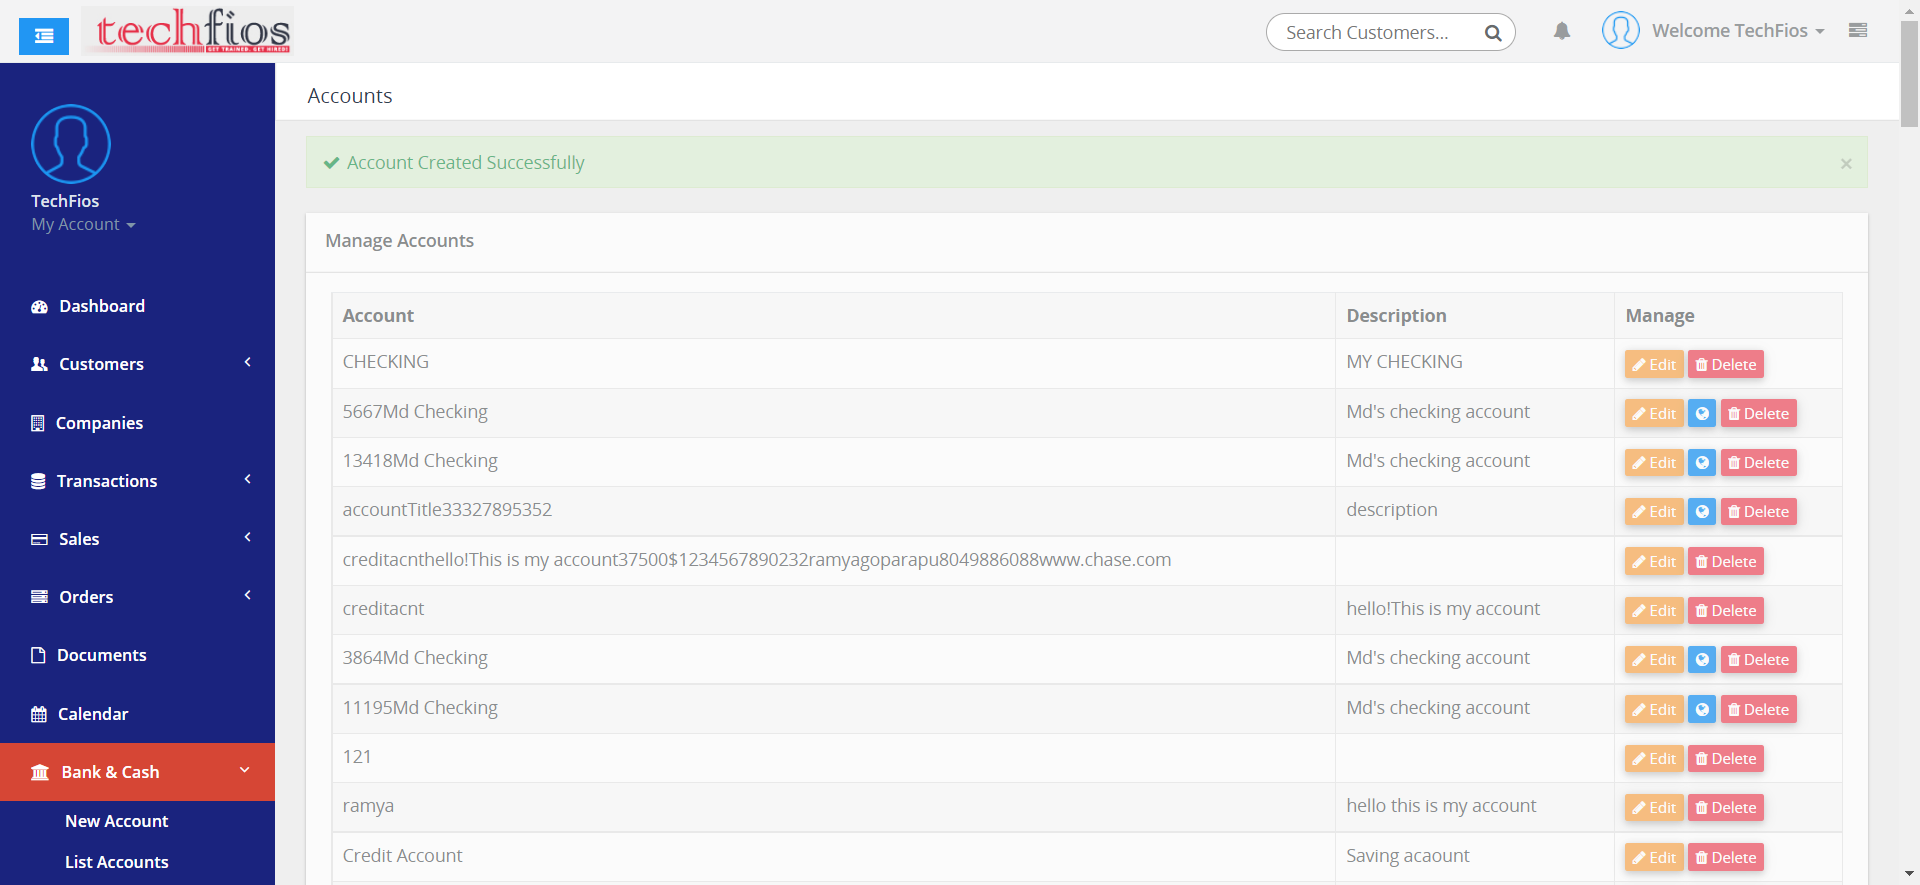 techfios
GET TRAINED. GET HIRED!
Search Customers...
Welcome TechFios
TechFios
My Account
Dashboard
Customers
Companies
Transactions
Sales
Orders
Documents
Calendar
Bank & Cash
New Account
List Accounts
Accounts
Account Created Successfully
×
Manage Accounts
Account Description Manage
CHECKING MY CHECKING Edit Delete
5667Md Checking Md's checking account Edit Delete
13418Md Checking Md's checking account Edit Delete
accountTitle33327895352 description Edit Delete
creditacnthello!This is my account37500$1234567890232ramyagoparapu8049886088www.chase.com Edit Delete
creditacnt hello!This is my account Edit Delete
3864Md Checking Md's checking account Edit Delete
11195Md Checking Md's checking account Edit Delete
121 Edit Delete
ramya hello this is my account Edit Delete
Credit Account Saving acaount Edit Delete